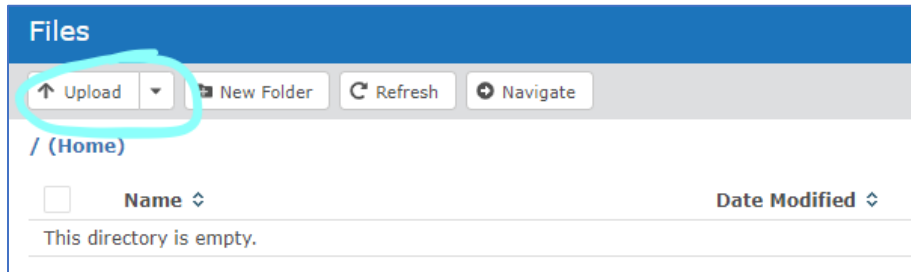 Files
Upload New Folder Refresh Navigate
/ (Home)
Name Date Modified
This directory is empty.